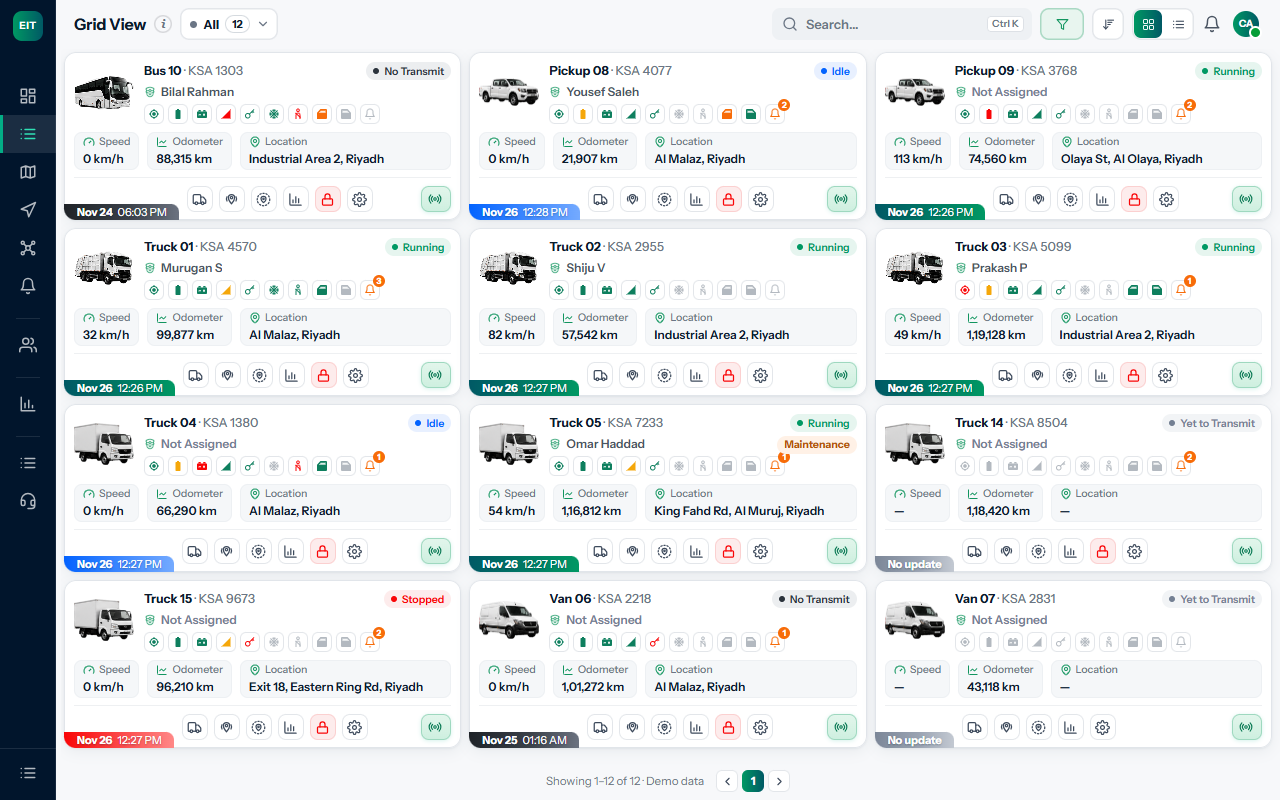 EIT
Grid View
All 12
Search...
Ctrl K
CA
Bus 10 · KSA 1303
No Transmit
Bilal Rahman
Speed
0 km/h
Odometer
88,315 km
Location
Industrial Area 2, Riyadh
Nov 24 06:03 PM
Pickup 08 · KSA 4077
Idle
Yousef Saleh
2
Speed
0 km/h
Odometer
21,907 km
Location
Al Malaz, Riyadh
Nov 26 12:28 PM
Pickup 09 · KSA 3768
Running
Not Assigned
2
Speed
113 km/h
Odometer
74,560 km
Location
Olaya St, Al Olaya, Riyadh
Nov 26 12:26 PM
Truck 01 · KSA 4570
Running
Murugan S
3
Speed
32 km/h
Odometer
99,877 km
Location
Al Malaz, Riyadh
Nov 26 12:26 PM
Truck 02 · KSA 2955
Running
Shiju V
Speed
82 km/h
Odometer
57,542 km
Location
Industrial Area 2, Riyadh
Nov 26 12:27 PM
Truck 03 · KSA 5099
Running
Prakash P
1
Speed
49 km/h
Odometer
1,19,128 km
Location
Industrial Area 2, Riyadh
Nov 26 12:27 PM
Truck 04 · KSA 1380
Idle
Not Assigned
1
Speed
0 km/h
Odometer
66,290 km
Location
Al Malaz, Riyadh
Nov 26 12:27 PM
Truck 05 · KSA 7233
Running
Omar Haddad
Maintenance
1
Speed
54 km/h
Odometer
1,16,812 km
Location
King Fahd Rd, Al Muruj, Riyadh
Nov 26 12:27 PM
Truck 14 · KSA 8504
Yet to Transmit
Not Assigned
2
Speed
—
Odometer
1,18,420 km
Location
—
No update
Truck 15 · KSA 9673
Stopped
Not Assigned
2
Speed
0 km/h
Odometer
96,210 km
Location
Exit 18, Eastern Ring Rd, Riyadh
Nov 26 12:27 PM
Van 06 · KSA 2218
No Transmit
Not Assigned
1
Speed
0 km/h
Odometer
1,01,272 km
Location
Al Malaz, Riyadh
Nov 25 01:16 AM
Van 07 · KSA 2831
Yet to Transmit
Not Assigned
Speed
—
Odometer
43,118 km
Location
—
No update
Showing 1–12 of 12 · Demo data
1